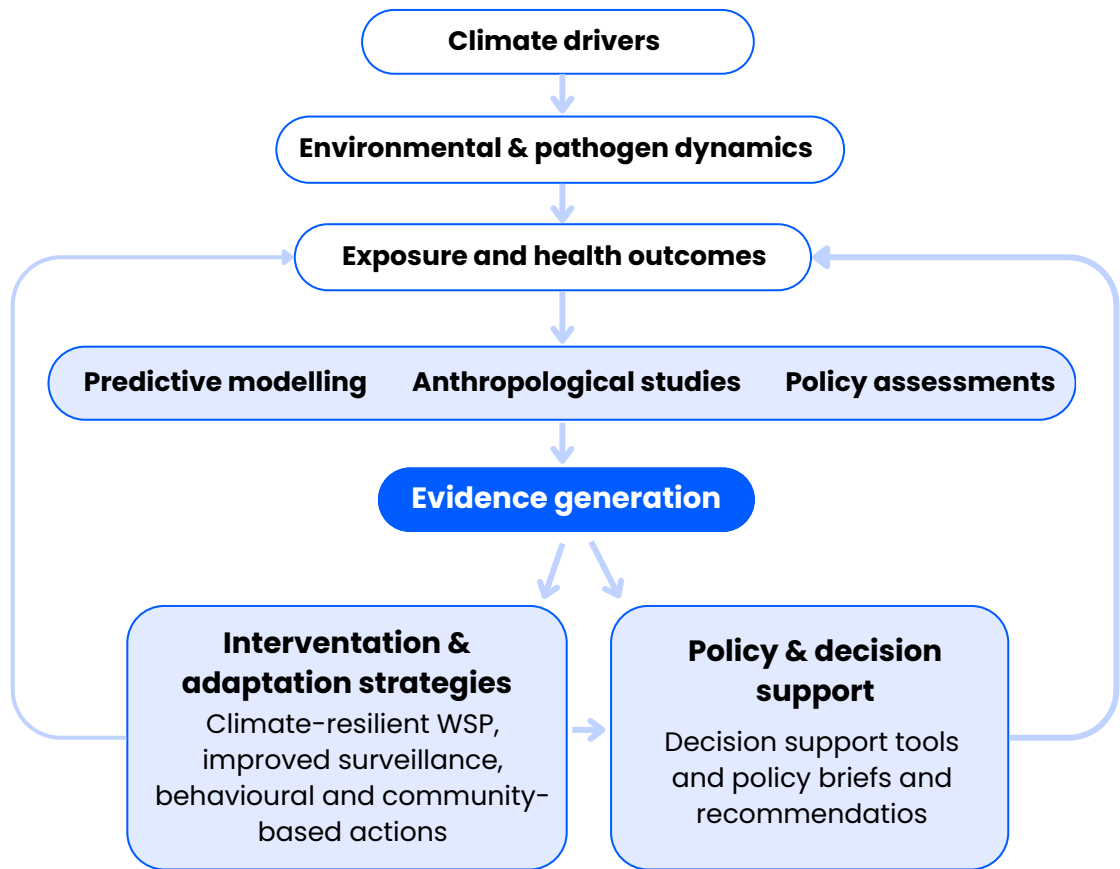 Climate drivers
Environmental & pathogen dynamics
Exposure and health outcomes
Predictive modelling Anthropological studies Policy assessments
Evidence generation
Interventation &
adaptation strategies
Climate-resilient WSP,
improved surveillance,
behavioural and community-
based actions
Policy & decision
support
Decision support tools
and policy briefs and
recommendatios